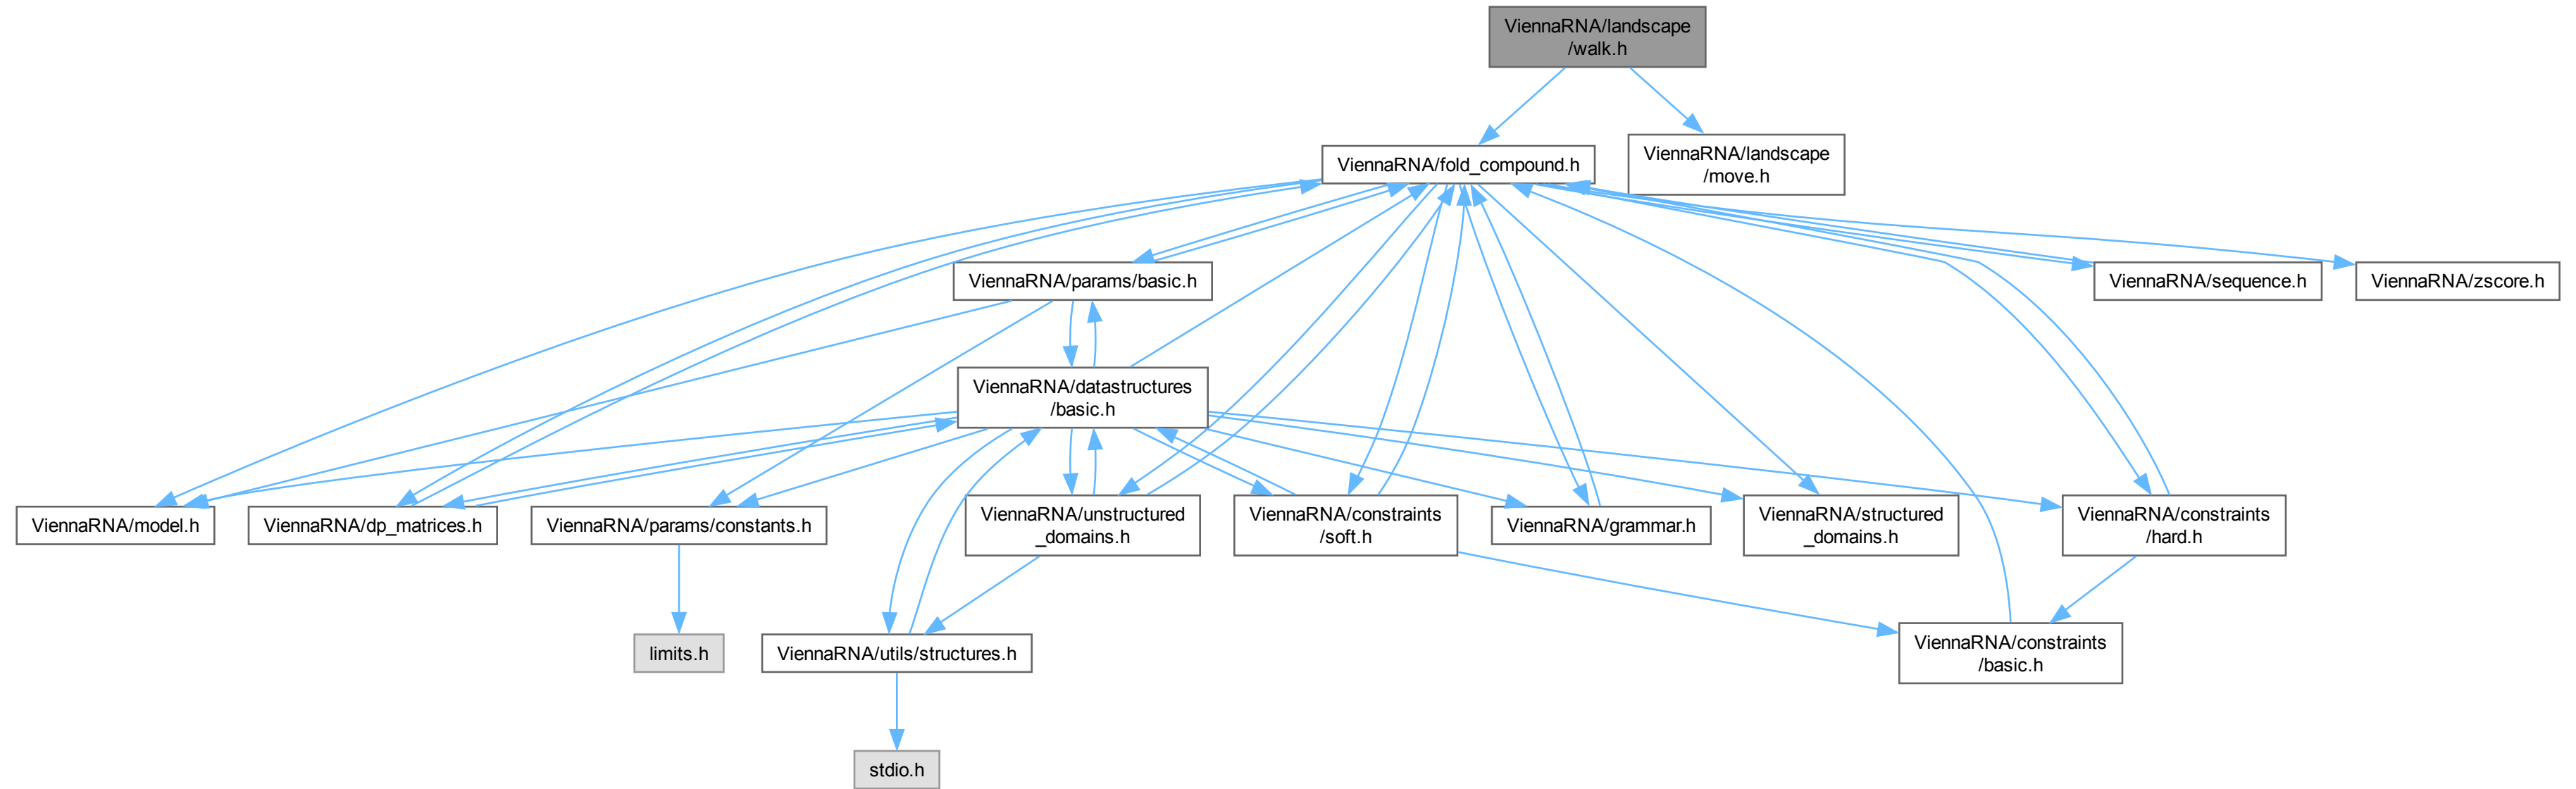 ViennaRNA/landscape
/walk.h
ViennaRNA/fold_compound.h
ViennaRNA/landscape
/move.h
ViennaRNA/params/basic.h
ViennaRNA/sequence.h
ViennaRNA/zscore.h
ViennaRNA/datastructures
/basic.h
ViennaRNA/model.h
ViennaRNA/dp_matrices.h
ViennaRNA/params/constants.h
ViennaRNA/unstructured
_domains.h
ViennaRNA/constraints
/soft.h
ViennaRNA/grammar.h
ViennaRNA/structured
_domains.h
ViennaRNA/constraints
/hard.h
limits.h
ViennaRNA/utils/structures.h
ViennaRNA/constraints
/basic.h
stdio.h